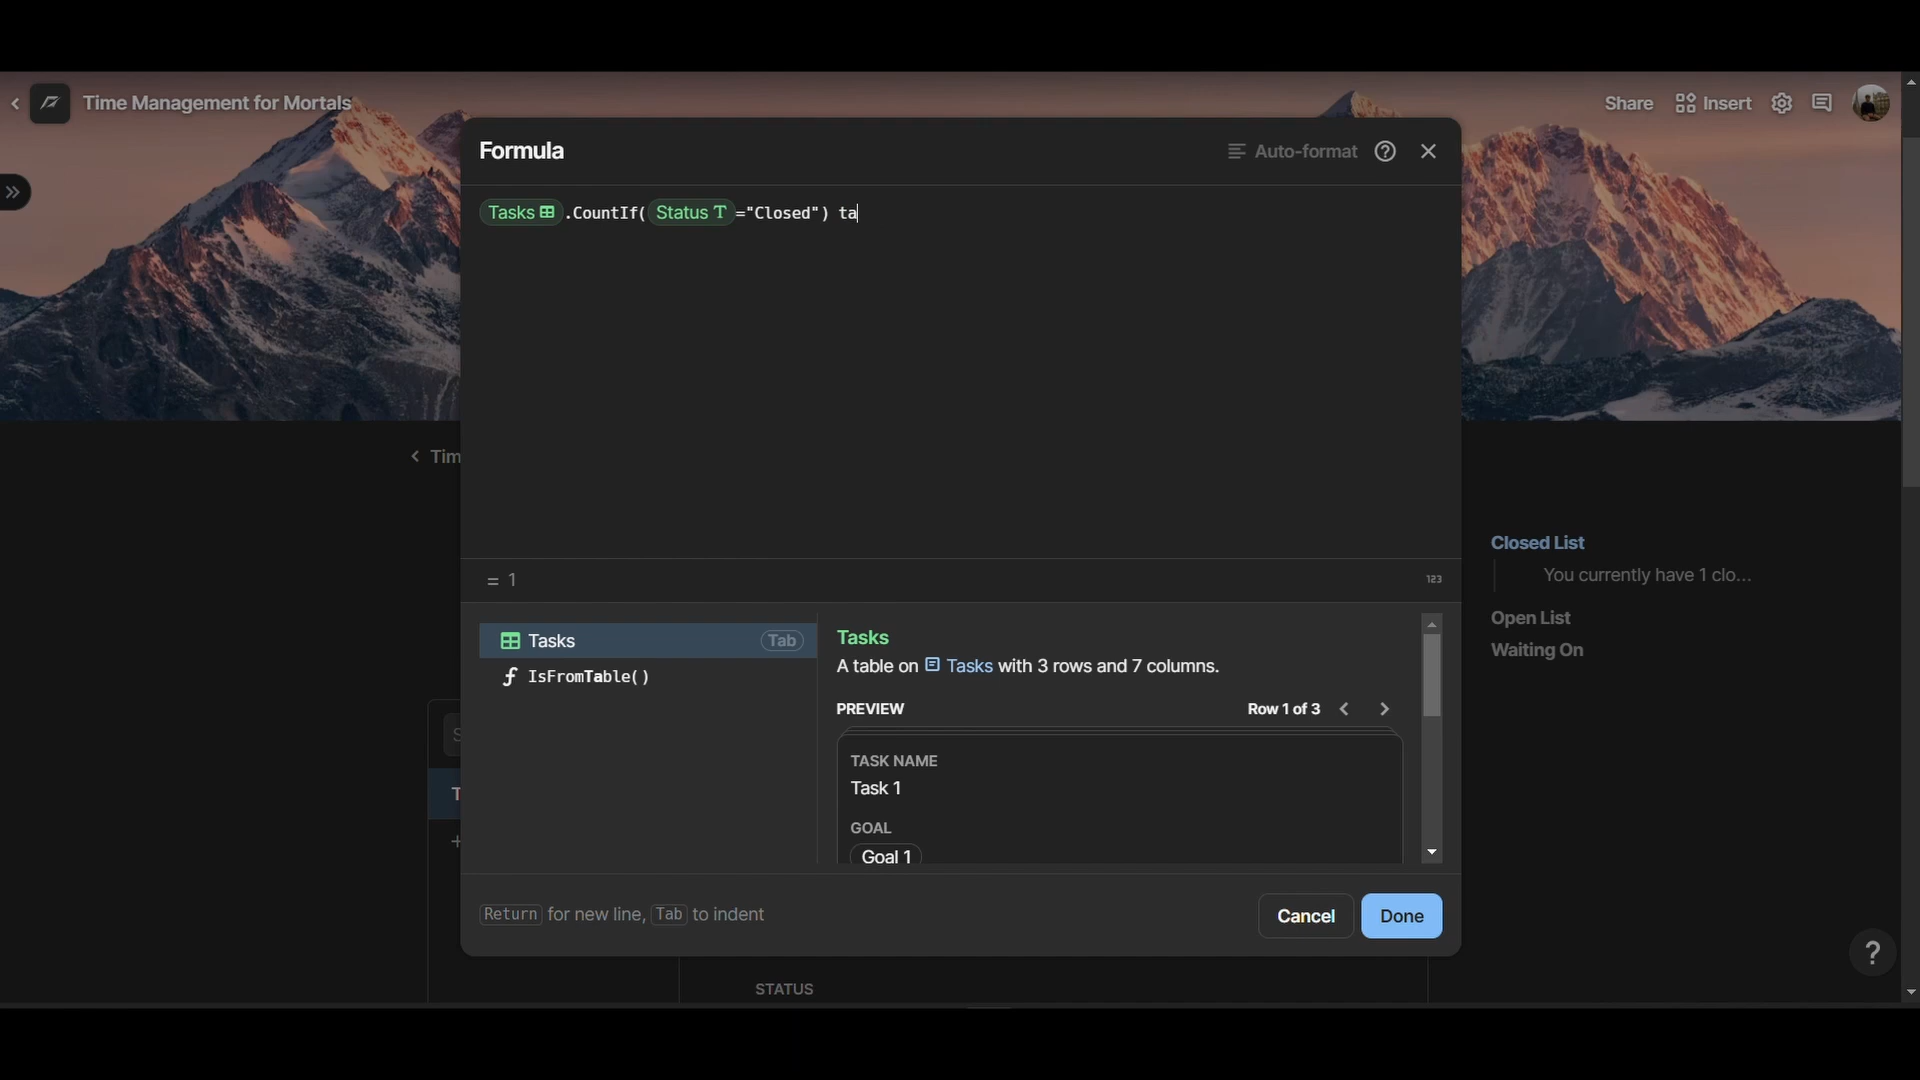 Time Management for Mortals
Share
Insert
Formula
Auto-format
Tasks .CountIf( Status ="Closed") ta
Tim
= 1
123
Closed List
You currently have 1 clo...
Open List
Waiting On
Tasks
Tab
IsFromTable()
Tasks
A table on Tasks with 3 rows and 7 columns.
PREVIEW
Row 1 of 3
TASK NAME
Task 1
GOAL
Goal 1
S
T
+
Return for new line, Tab to indent
Cancel
Done
?
STATUS